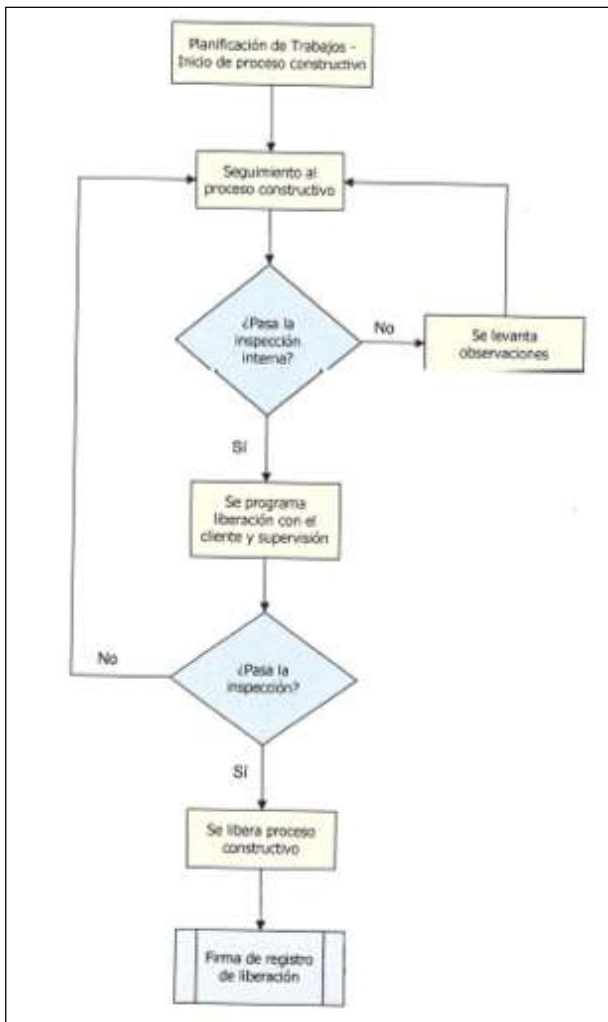 Planificación de Trabajos -
Inicio de proceso constructivo
Seguimiento al
proceso constructivo
¿Pasa la
inspección
interna?
No
Se levanta
observaciones
Sí
Se programa
liberación con el
cliente y supervisión
¿Pasa la
inspección?
No
Sí
Se libera proceso
constructivo
Firma de registro
de liberación